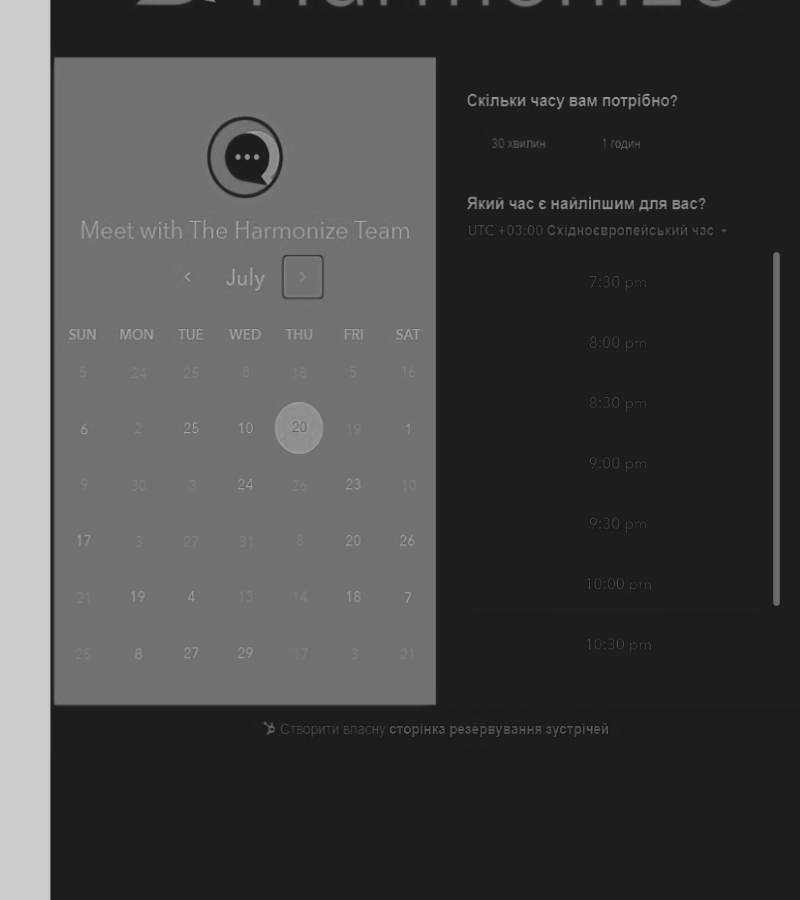 Harmonize
Meet with The Harmonize Team
July
SUN MON TUE WED THU FRI SAT
5 24 25 8 18 5 16
6 2 25 10 20 19 1
9 30 3 24 26 23 10
17 3 27 31 8 20 26
21 19 4 13 14 18 7
25 8 27 29 17 3 21
Скільки часу вам потрібно?
30 хвилин 1 годин
Який час є найліпшим для вас?
UTC +03:00 Східноєвропейський час
7:30 pm
8:00 pm
8:30 pm
9:00 pm
9:30 pm
10:00 pm
10:30 pm
Створити власну сторінка резервування зустрічей